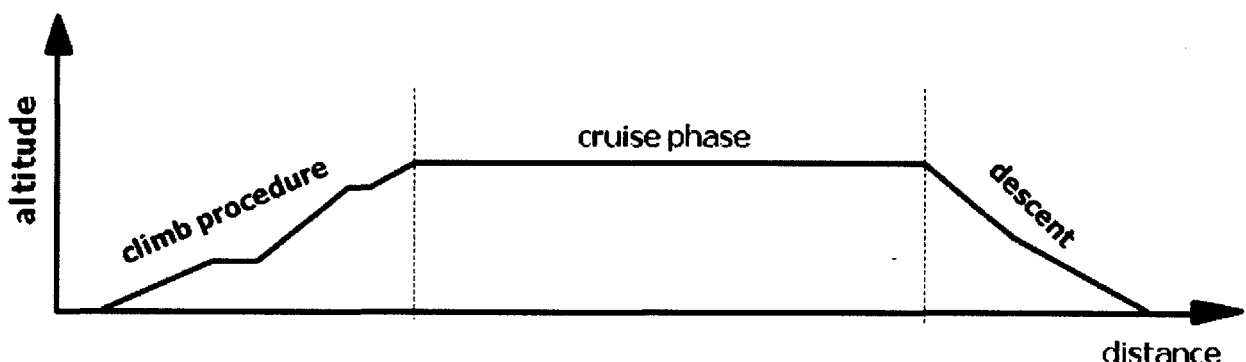 altitude
climb procedure
cruise phase
descent
distance